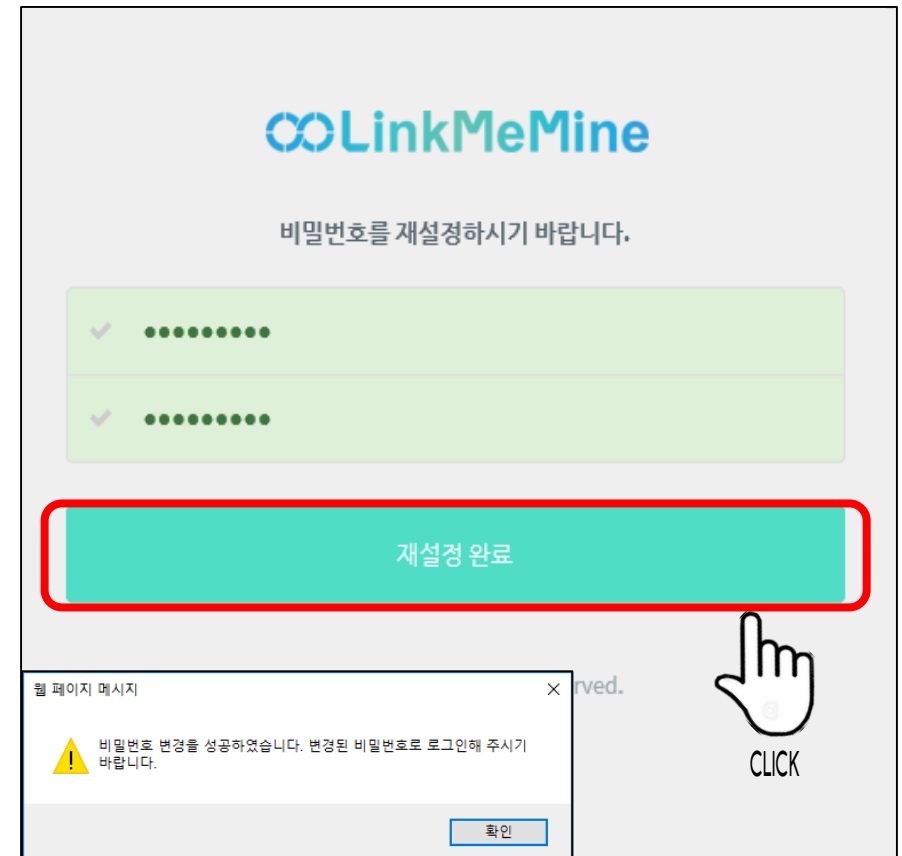 LinkMeMine
비밀번호를 재설정하시기 바랍니다.
●●●●●●●●●
●●●●●●●●●
재설정 완료
rved.
CLICK
웹 페이지 메시지
비밀번호 변경을 성공하였습니다. 변경된 비밀번호로 로그인해 주시기
바랍니다.
확인